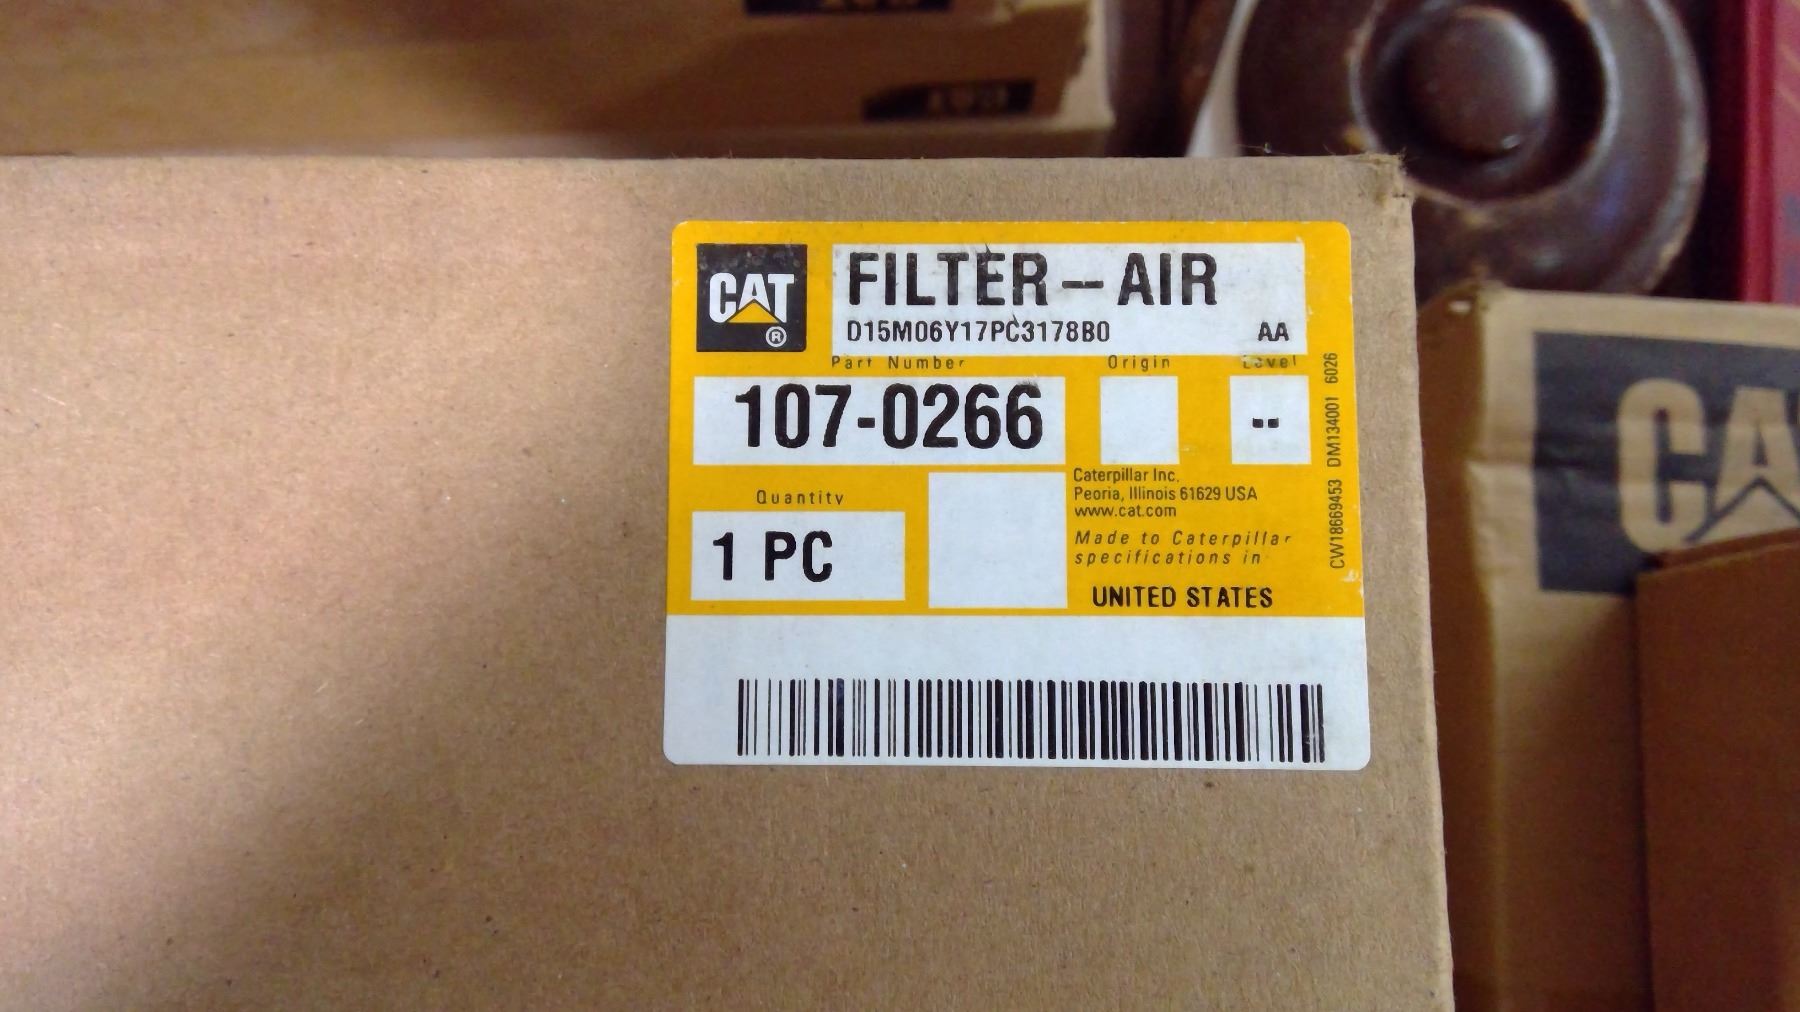 CAT
®
FILTER-AIR
D15M06Y17PC3178B0 AA
Part Number Origin Level
107-0266 --
Quantity
1 PC
Caterpillar Inc.
Peoria, Illinois 61629 USA
www.cat.com
Made to Caterpillar
specifications in
UNITED STATES
CW18669453 DM134001 6026
CA